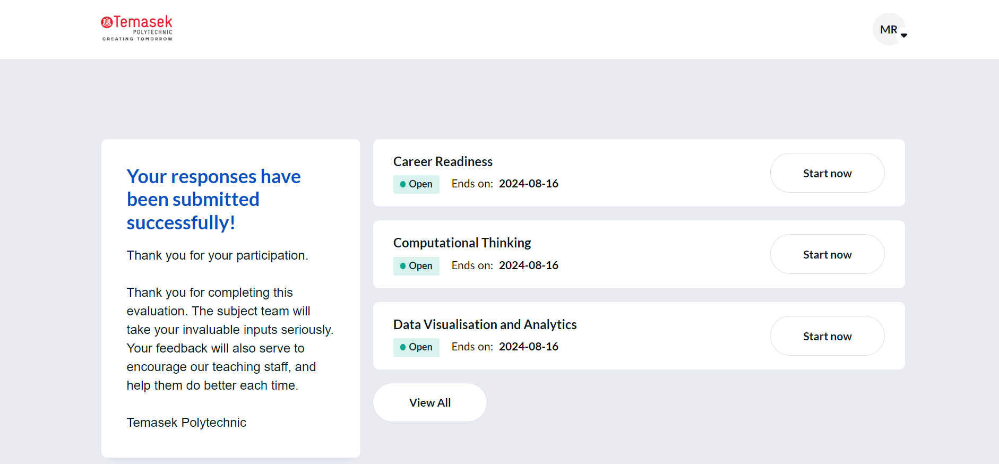 Temasek
POLYTECHNIC
CREATING TOMORROW
MR
Your responses have
been submitted
successfully!
Thank you for your participation.
Thank you for completing this
evaluation. The subject team will
take your invaluable inputs seriously.
Your feedback will also serve to
encourage our teaching staff, and
help them do better each time.
Temasek Polytechnic
Career Readiness
Open Ends on: 2024-08-16
Start now
Computational Thinking
Open Ends on: 2024-08-16
Start now
Data Visualisation and Analytics
Open Ends on: 2024-08-16
Start now
View All